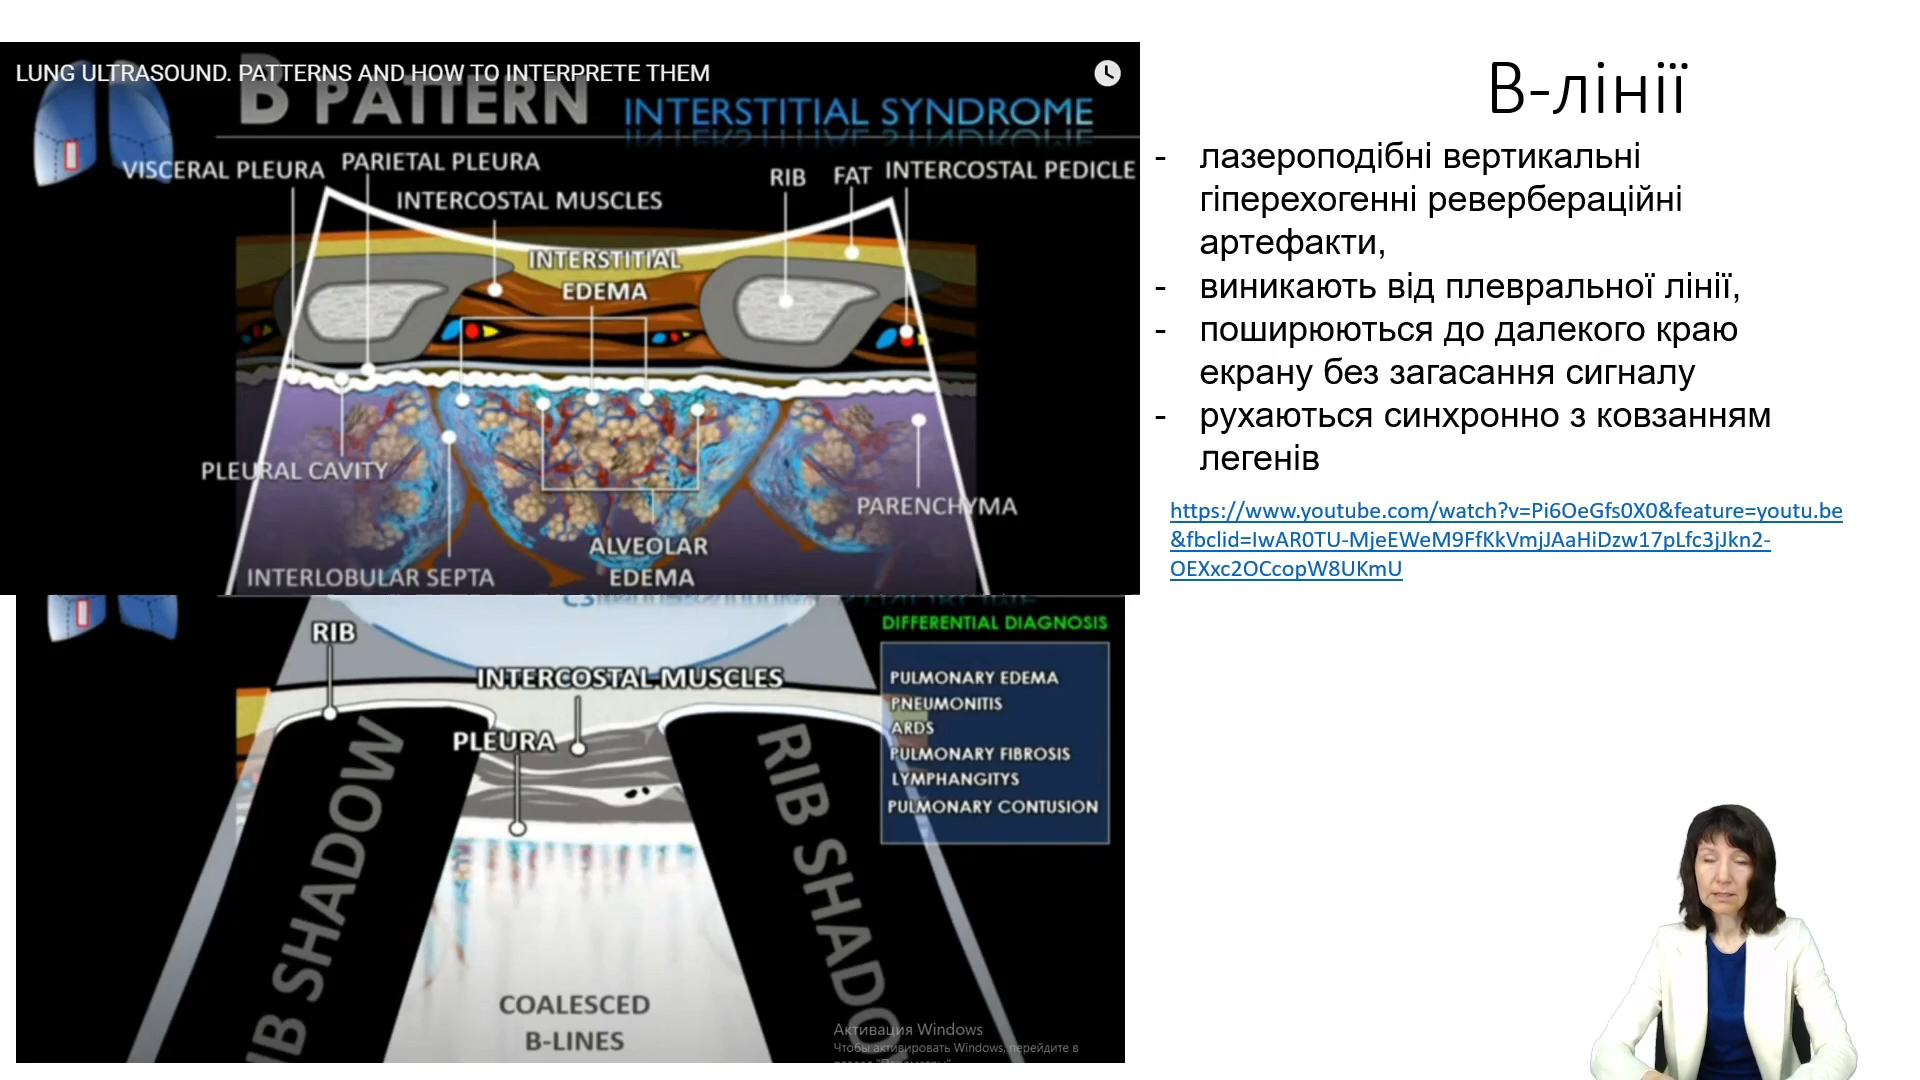 LUNG ULTRASOUND. PATTERNS AND HOW TO INTERPRETE THEM
B PATTERN
INTERSTITIAL SYNDROME
VISCERAL PLEURA
PARIETAL PLEURA
INTERCOSTAL MUSCLES
RIB
FAT
INTERCOSTAL PEDICLE
INTERSTITIAL
EDEMA
PLEURAL CAVITY
PARENCHYMA
INTERLOBULAR SEPTA
ALVEOLAR
EDEMA
RIB
INTERCOSTAL MUSCLES
PLEURA
RIB SHADOW
RIB SHADO
COALESCED
B-LINES
DIFFERENTIAL DIAGNOSIS
PULMONARY EDEMA
PNEUMONITIS
ARDS
PULMONARY FIBROSIS
LYMPHANGITYS
PULMONARY CONTUSION
Активация Windows
Чтобы активировать Windows, перейдите в
В-лінії
- лазероподібні вертикальні
гіперехогенні ревербераційні
артефакти,
- виникають від плевральної лінії,
- поширюються до далекого краю
екрану без загасання сигналу
- рухаються синхронно з ковзанням
легенів
https://www.youtube.com/watch?v=Pi6OeGfs0X0&feature=youtu.be
&fbclid=IwAR0TU-MjeEWeM9FfKkVmjJAaHiDzw17pLfc3jJkn2-
OEXxc2OCcopW8UKmU